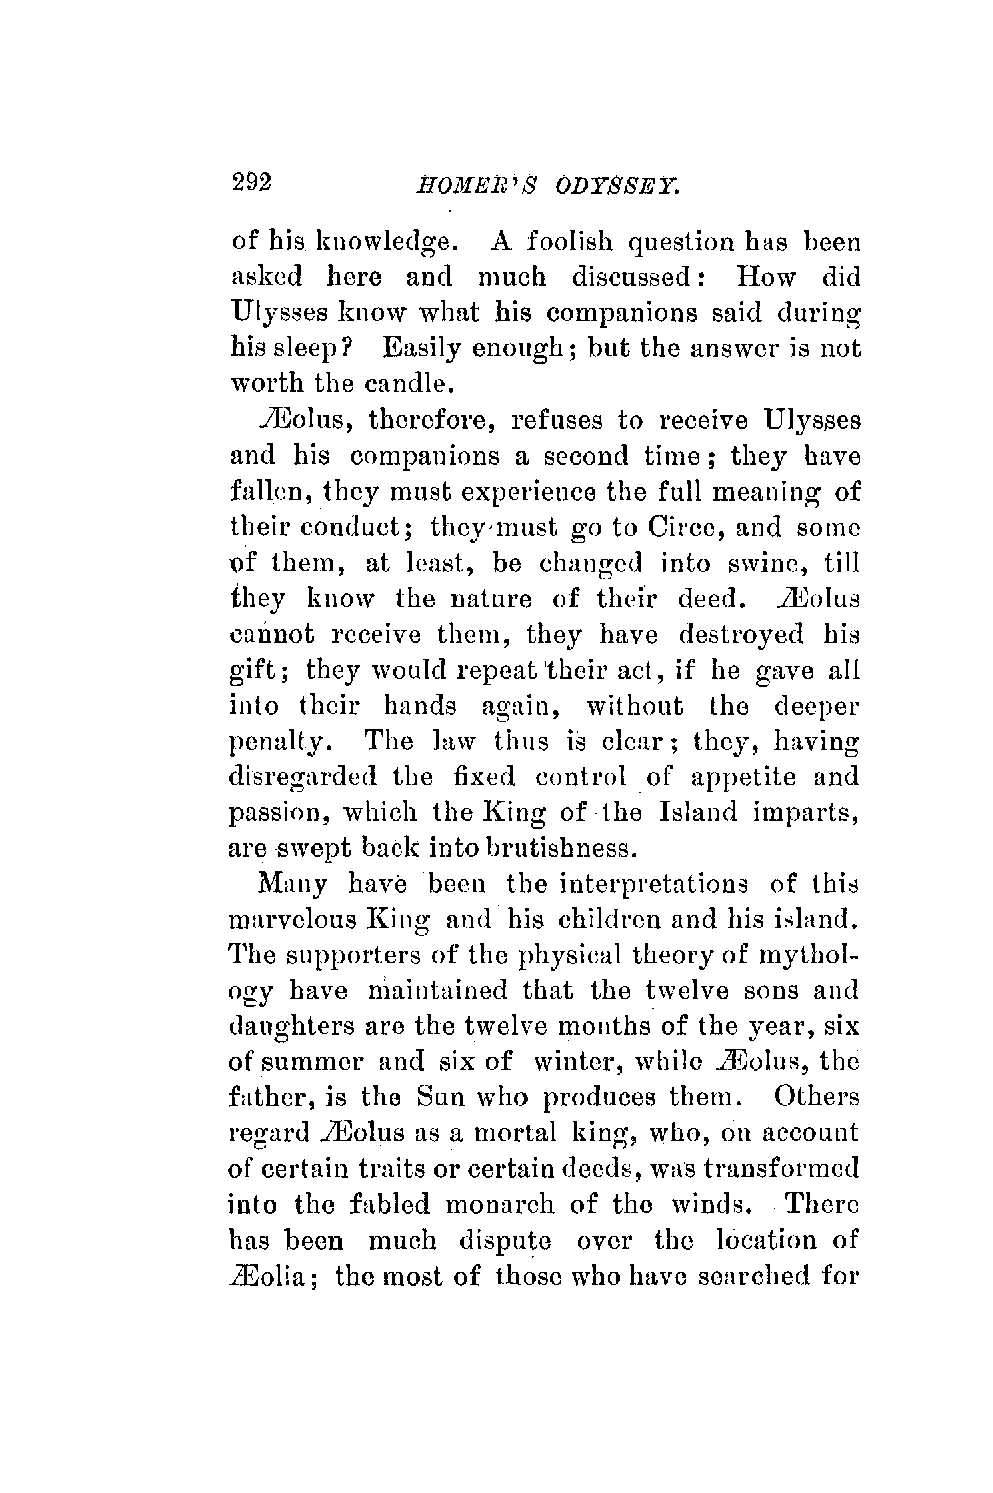 292 HOMER'S ODYSSEY.
of his knowledge. A foolish question has been
asked here and much discussed: How did
Ulysses know what his companions said during
his sleep? Easily enough; but the answer is not
worth the candle.
Æolus, therefore, refuses to receive Ulysses
and his companions a second time; they have
fallen, they must experience the full meaning of
their conduct; they must go to Circe, and some
of them, at least, be changed into swine, till
they know the nature of their deed. Æolus
cannot receive them, they have destroyed his
gift; they would repeat their act, if he gave all
into their hands again, without the deeper
penalty. The law thus is clear; they, having
disregarded the fixed control of appetite and
passion, which the King of the Island imparts,
are swept back into brutishness.
Many have been the interpretations of this
marvelous King and his children and his island.
The supporters of the physical theory of mythol-
ogy have maintained that the twelve sons and
daughters are the twelve months of the year, six
of summer and six of winter, while Æolus, the
father, is the Sun who produces them. Others
regard Æolus as a mortal king, who, on account
of certain traits or certain deeds, was transformed
into the fabled monarch of the winds. There
has been much dispute over the location of
Æolia; the most of those who have searched for